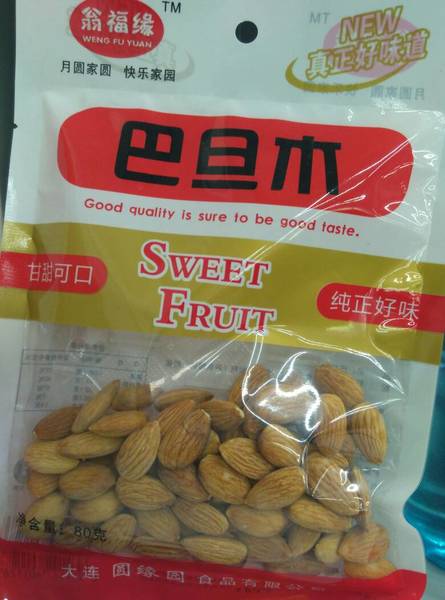 翁福缘 TM
WENG FU YUAN
月圆家园 快乐家园
NEW
真正好味道
巴旦木
Good quality is sure to be good taste.
SWEET
FRUIT
甘甜可口
纯正好味
净含量: 80克
大连 圆缘园 食品有限公司